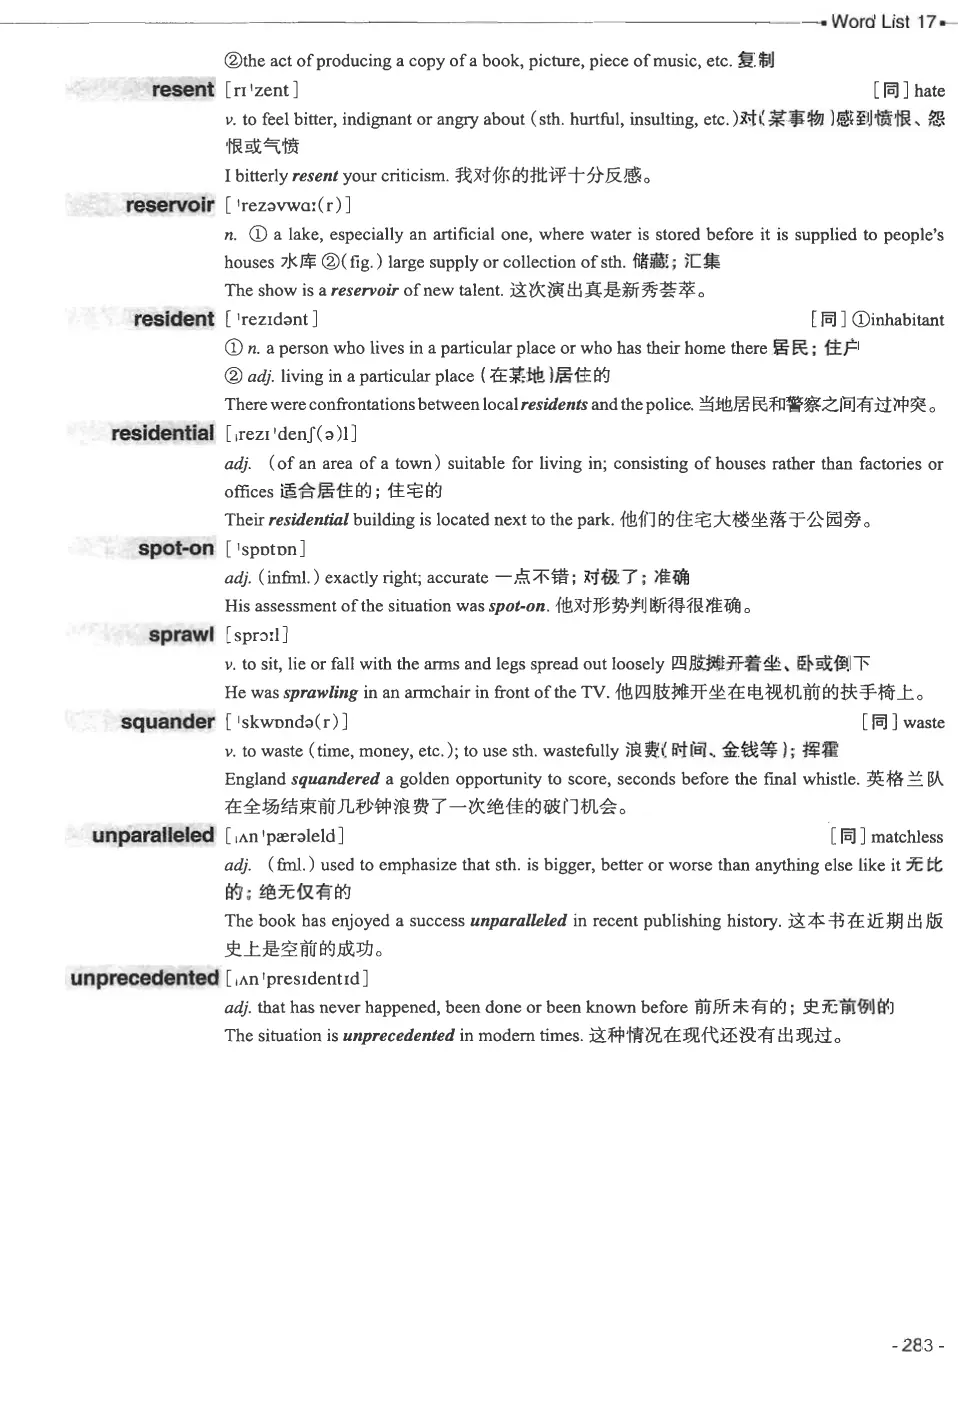 Word List 17
②the act of producing a copy of a book, picture, piece of music, etc. 复制
resent [rɪˈzent] [同] hate
v. to feel bitter, indignant or angry about (sth. hurtful, insulting, etc.)对(某事物)感到愤恨、怨
恨或气愤
I bitterly resent your criticism. 我对你的批评十分反感。
reservoir [ˈrezəvwɑː(r)]
n. ① a lake, especially an artificial one, where water is stored before it is supplied to people's
houses 水库 ②(fig.) large supply or collection of sth. 储藏; 汇集
The show is a reservoir of new talent. 这次演出真是新秀荟萃。
resident [ˈrezɪdənt] [同] ①inhabitant
① n. a person who lives in a particular place or who has their home there 居民; 住户
② adj. living in a particular place (在某地)居住的
There were confrontations between local residents and the police. 当地居民和警察之间有过冲突。
residential [ˌrezɪˈdenʃ(ə)l]
adj. (of an area of a town) suitable for living in; consisting of houses rather than factories or
offices 适合居住的; 住宅的
Their residential building is located next to the park. 他们的住宅大楼坐落于公园旁。
spot-on [ˈspɒtɒn]
adj. (infml.) exactly right; accurate 一点不错; 对极了; 准确
His assessment of the situation was spot-on. 他对形势判断得很准确。
sprawl [sprɔːl]
v. to sit, lie or fall with the arms and legs spread out loosely 四肢摊开着坐、卧或倒下
He was sprawling in an armchair in front of the TV. 他四肢摊开坐在电视机前的扶手椅上。
squander [ˈskwɒndə(r)] [同] waste
v. to waste (time, money, etc.); to use sth. wastefully 浪费(时间、金钱等); 挥霍
England squandered a golden opportunity to score, seconds before the final whistle. 英格兰队
在全场结束前几秒钟浪费了一次绝佳的破门机会。
unparalleled [ˌʌnˈpærəleld] [同] matchless
adj. (fml.) used to emphasize that sth. is bigger, better or worse than anything else like it 无比
的; 绝无仅有的
The book has enjoyed a success unparalleled in recent publishing history. 这本书在近期出版
史上是空前的成功。
unprecedented [ˌʌnˈpresɪdentɪd]
adj. that has never happened, been done or been known before 前所未有的; 史无前例的
The situation is unprecedented in modern times. 这种情况在现代还没有出现过。
- 283 -